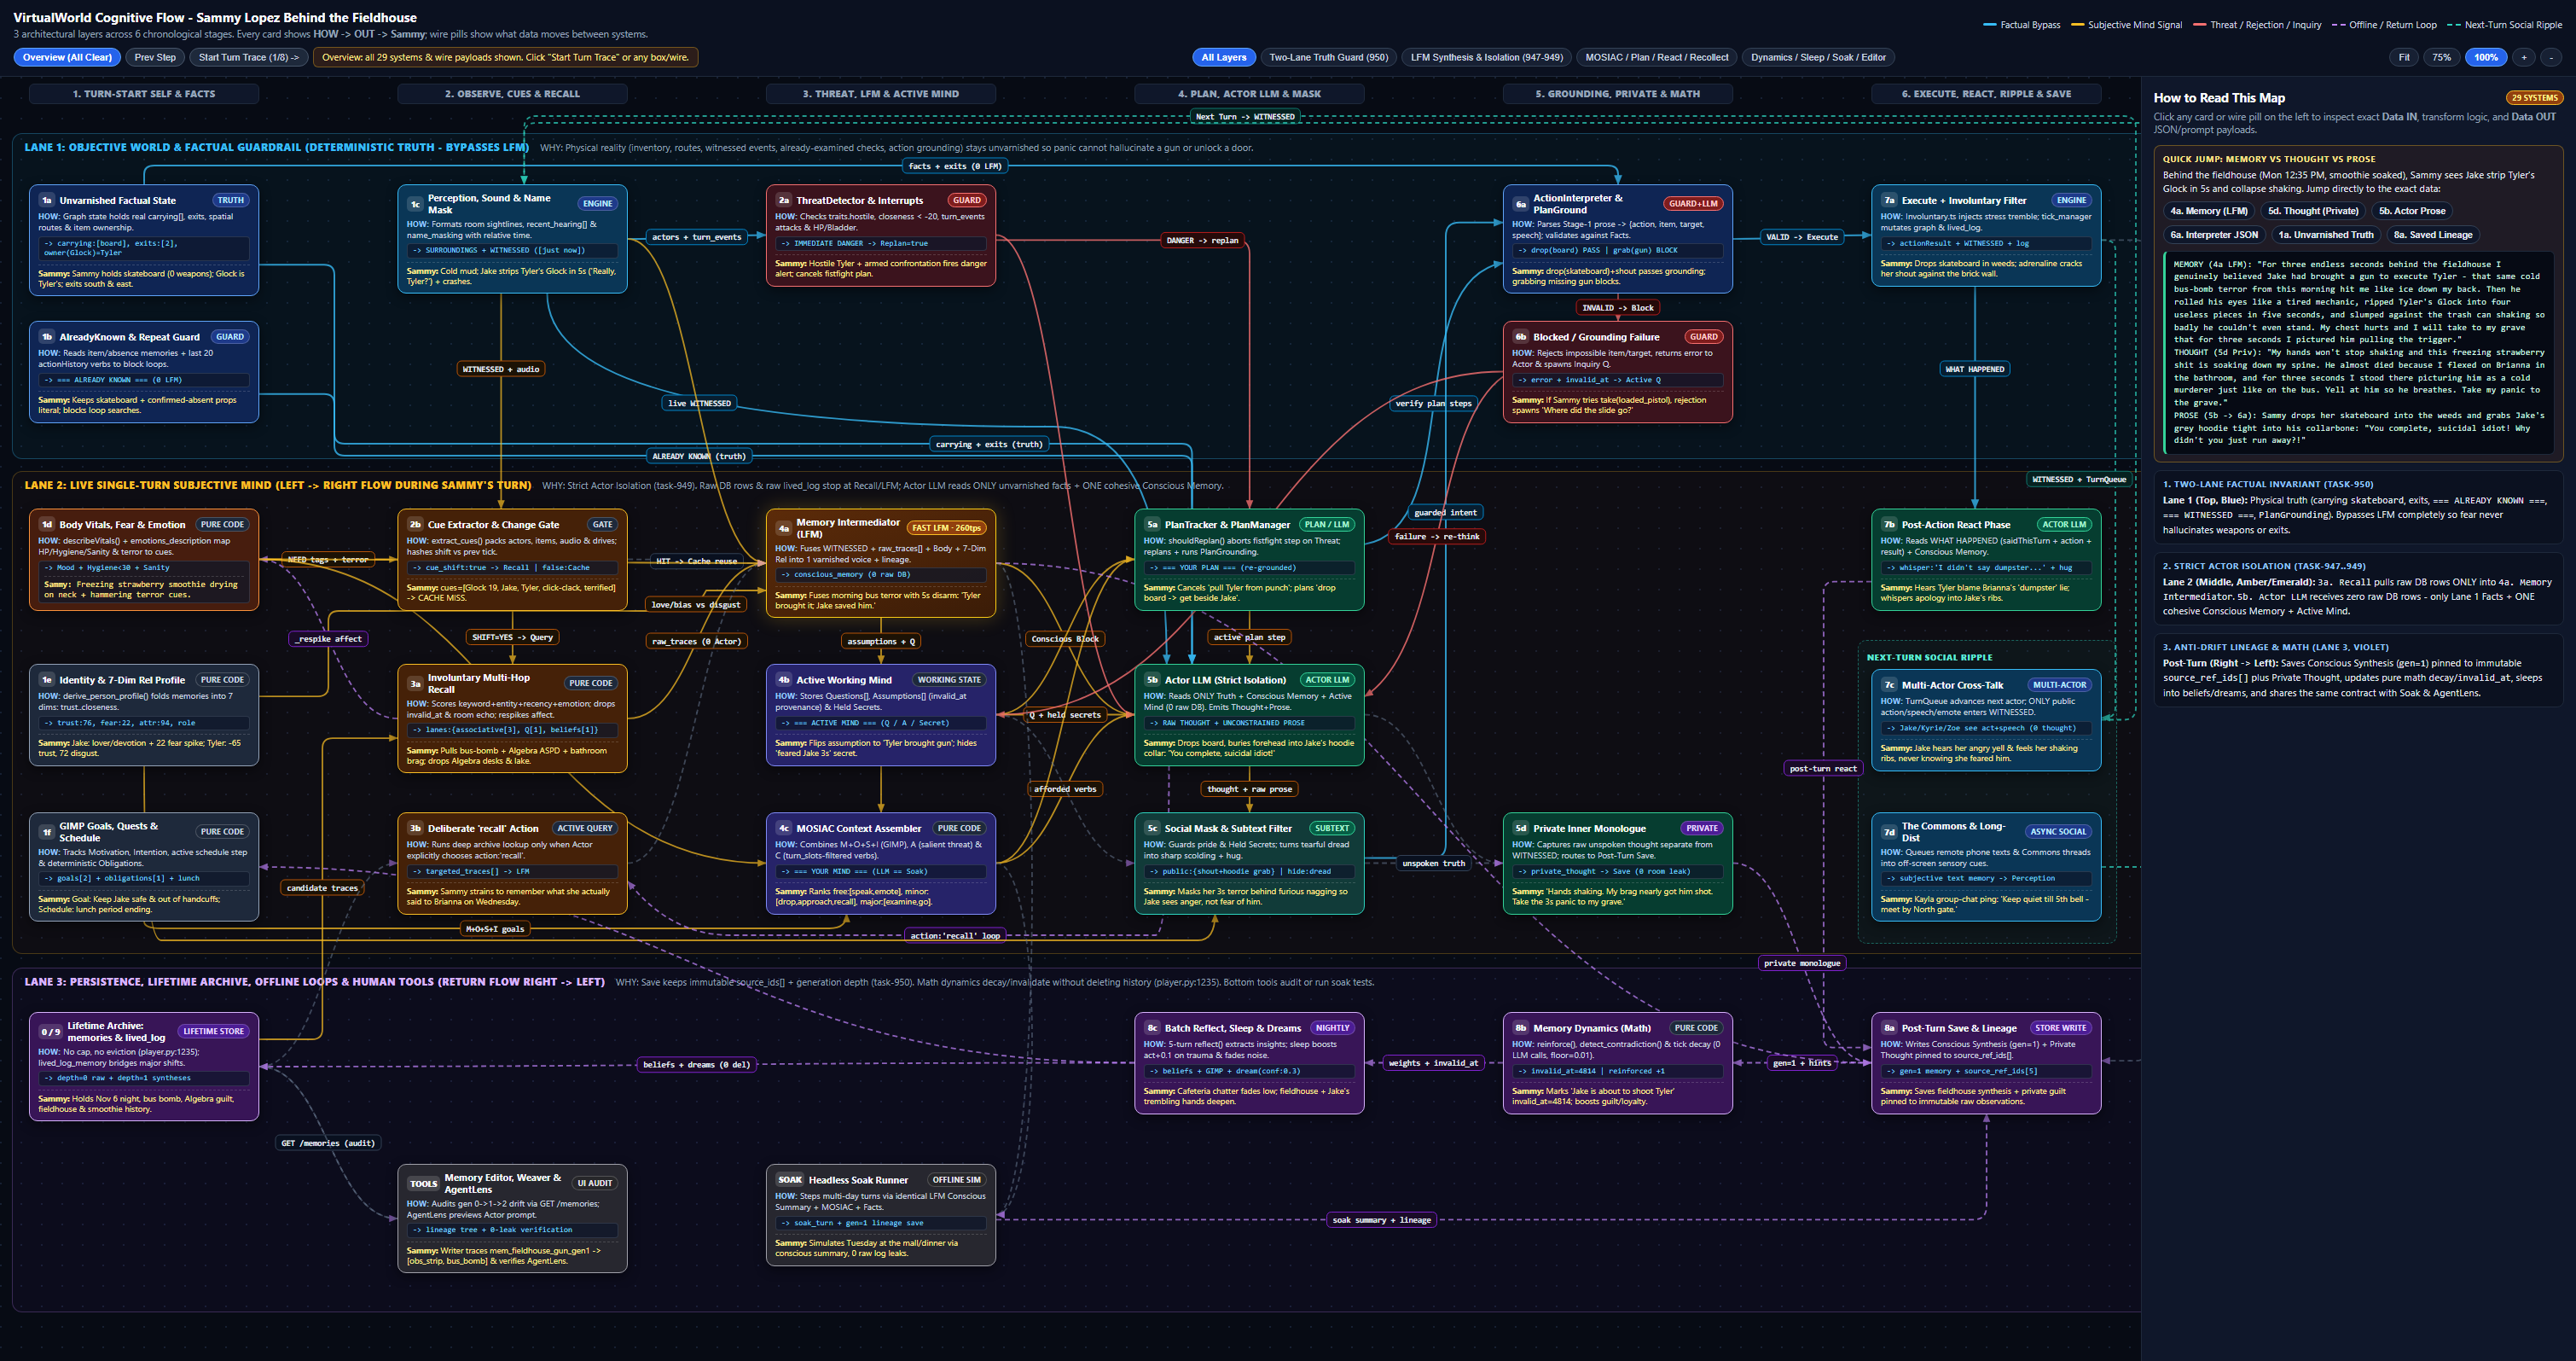 VirtualWorld Cognitive Flow - Sammy Lopez Behind the Fieldhouse
3 architectural layers across 6 chronological stages. Every card shows HOW -> OUT -> Sammy; wire pills show what data moves between systems.
Factual Bypass
Subjective Mind Signal
Threat / Rejection / Inquiry
Offline / Return Loop
Next-Turn Social Ripple
Overview (All Clear)
Prev Step
Start Turn Trace (1/8) ->
Overview: all 29 systems & wire payloads shown. Click "Start Turn Trace" or any box/wire.
All Layers
Two-Lane Truth Guard (950)
LFM Synthesis & Isolation (947-949)
MOSIAC / Plan / React / Recollect
Dynamics / Sleep / Soak / Editor
Fit
75%
100%
+
-
1. TURN-START SELF & FACTS
2. OBSERVE, CUES & RECALL
3. THREAT, LFM & ACTIVE MIND
4. PLAN, ACTOR LLM & MASK
5. GROUNDING, PRIVATE & MATH
6. EXECUTE, REACT, RIPPLE & SAVE
Next Turn -> WITNESSED
LANE 1: OBJECTIVE WORLD & FACTUAL GUARDRAIL (DETERMINISTIC TRUTH - BYPASSES LFM)
WHY: Physical reality (inventory, routes, witnessed events, already-examined checks, action grounding) stays unvarnished so panic cannot hallucinate a gun or unlock a door.
facts + exits (0 LFM)
1a Unvarnished Factual State TRUTH
HOW: Graph state holds real carrying[], exits, spatial
routes & item ownership.
-> carrying:[board], exits:[2],
owner(Glock)=Tyler
Sammy: Sammy holds skateboard (0 weapons); Glock is
Tyler's; exits south & east.
1c Perception, Sound & Name
Mask ENGINE
HOW: Formats room sightlines, recent_hearing[] &
name_masking with relative time.
-> SURROUNDINGS + WITNESSED ([just now])
Sammy: Cold mud; Jake strips Tyler's Glock in 5s ('Really,
Tyler?') + crashes.
actors + turn_events
2a ThreatDetector & Interrupts GUARD
HOW: Checks traits.hostile, closeness < -20, turn_events
attacks & HP/Bladder.
-> IMMEDIATE DANGER -> Replan=true
Sammy: Hostile Tyler + armed confrontation fires danger
alert; cancels fistfight plan.
DANGER -> replan
6a ActionInterpreter &
PlanGround GUARD+LLM
HOW: Parses Stage-1 prose -> {action, item, target,
speech}; validates against Facts.
-> drop(board) PASS | grab(gun) BLOCK
Sammy: drop(skateboard)+shout passes grounding;
grabbing missing gun blocks.
VALID -> Execute
7a Execute + Involuntary Filter ENGINE
HOW: Involuntary.ts injects stress tremble; tick_manager
mutates graph & lived_log.
-> actionResult + WITNESSED + log
Sammy: Drops skateboard in weeds; adrenaline cracks
her shout against the brick wall.
INVALID -> Block
1b AlreadyKnown & Repeat Guard GUARD
HOW: Reads item/absence memories + last 20
actionHistory verbs to block loops.
-> === ALREADY KNOWN === (0 LFM)
Sammy: Keeps skateboard + confirmed-absent props
literal; blocks loop searches.
WITNESSED + audio
live WITNESSED
6b Blocked / Grounding Failure GUARD
HOW: Rejects impossible item/target, returns error to
Actor & spawns Inquiry Q.
-> error + invalid_at -> Active Q
Sammy: If Sammy tries take(loaded_pistol), rejection
spawns 'Where did the slide go?'
verify plan steps
WHAT HAPPENED
carrying + exits (truth)
ALREADY KNOWN (truth)
WITNESSED + TurnQueue
LANE 2: LIVE SINGLE-TURN SUBJECTIVE MIND (LEFT -> RIGHT FLOW DURING SAMMY'S TURN)
WHY: Strict Actor Isolation (task-949). Raw DB rows & raw lived_log stop at Recall/LFM; Actor LLM reads ONLY unvarnished facts + ONE cohesive Conscious Memory.
1d Body Vitals, Fear & Emotion PURE CODE
HOW: describeVitals() + emotions_description map
HP/Hygiene/Sanity & terror to cues.
-> Mood + Hygiene<30 + Sanity
Sammy: Freezing strawberry smoothie drying
on neck + hammering terror cues.
NEED tags + terror
2b Cue Extractor & Change Gate GATE
HOW: extract_cues() packs actors, items, audio & drives;
hashes shift vs prev tick.
-> cue_shift:true -> Recall | false:Cache
Sammy: cues=[Glock 19, Jake, Tyler, click-clack, terrified]
-> CACHE MISS.
HIT -> Cache reuse
4a Memory Intermediator
(LFM) FAST LFM · 260tps
HOW: Fuses WITNESSED + raw_traces[] + Body + 7-Dim
Rel into 1 varnished voice + lineage.
-> conscious_memory (0 raw DB)
Sammy: Fuses morning bus terror with 5s disarm: 'Tyler
brought it; Jake saved him.'
5a PlanTracker & PlanManager PLAN / LLM
HOW: shouldReplan() aborts fistfight step on Threat;
replans + runs PlanGrounding.
-> === YOUR PLAN === (re-grounded)
Sammy: Cancels 'pull Tyler from punch'; plans 'drop
board -> get beside Jake'.
guarded intent
failure -> re-think
7b Post-Action React Phase ACTOR LLM
HOW: Reads WHAT HAPPENED (saidThisTurn + action +
result) + Conscious Memory.
-> whisper:'I didn't say dumpster...' + hug
Sammy: Hears Tyler blame Brianna's 'dumpster' lie;
whispers apology into Jake's ribs.
love/bias vs disgust
_respike affect
SHIFT=YES -> Query
raw_traces (0 Actor)
assumptions + Q
Conscious Block
active plan step
1e Identity & 7-Dim Rel Profile PURE CODE
HOW: derive_person_profile() folds memories into 7
dims: trust..closeness.
-> trust:76, fear:22, attr:94, role
Sammy: Jake: lover/devotion + 22 fear spike; Tyler: -65
trust, 72 disgust.
3a Involuntary Multi-Hop
Recall PURE CODE
HOW: Scores keyword+entity+recency+emotion; drops
invalid_at & room echo; respikes affect.
-> lanes:{associative[3], Q[1], beliefs[1]}
Sammy: Pulls bus-bomb + Algebra ASPD + bathroom
brag; drops Algebra desks & lake.
4b Active Working Mind WORKING STATE
HOW: Stores Questions[], Assumptions[] (invalid_at
provenance) & Held Secrets.
-> === ACTIVE MIND === (Q / A / Secret)
Sammy: Flips assumption to 'Tyler brought gun'; hides
'feared Jake 3s' secret.
Q + held secrets
5b Actor LLM (Strict Isolation) ACTOR LLM
HOW: Reads ONLY Truth + Conscious Memory + Active
Mind (0 raw DB). Emits Thought+Prose.
-> RAW THOUGHT + UNCONSTRAINED PROSE
Sammy: Drops board, buries forehead into Jake's hoodie
collar: 'You complete, suicidal idiot!'
NEXT-TURN SOCIAL RIPPLE
7c Multi-Actor Cross-Talk MULTI-ACTOR
HOW: TurnQueue advances next actor; ONLY public
action/speech/emote enters WITNESSED.
-> Jake/Kyrie/Zoe see act+speech (0 thought)
Sammy: Jake hears her angry yell & feels her shaking
ribs, never knowing she feared him.
post-turn react
afforded verbs
thought + raw prose
1f GIMP Goals, Quests &
Schedule PURE CODE
HOW: Tracks Motivation, Intention, active schedule step
& deterministic Obligations.
-> goals[2] + obligations[1] + lunch
Sammy: Goal: Keep Jake safe & out of handcuffs;
Schedule: lunch period ending.
candidate traces
3b Deliberate 'recall' Action ACTIVE QUERY
HOW: Runs deep archive lookup only when Actor
explicitly chooses action:'recall'.
-> targeted_traces[] -> LFM
Sammy: Sammy strains to remember what she actually
said to Brianna on Wednesday.
4c MOSIAC Context Assembler PURE CODE
HOW: Combines M+O+S+I (GIMP), A (salient threat) &
C (turn_slots-filtered verbs).
-> === YOUR MIND === (LLM == Soak)
Sammy: Ranks free:[speak,emote], minor:
[drop,approach,recall], major:[examine,go].
5c Social Mask & Subtext Filter SUBTEXT
HOW: Guards pride & Held Secrets; turns tearful dread
into sharp scolding + hug.
-> public:{shout+hoodie grab} | hide:dread
Sammy: Masks her 3s terror behind furious nagging so
Jake sees anger, not fear of him.
unspoken truth
5d Private Inner Monologue PRIVATE
HOW: Captures raw unspoken thought separate from
WITNESSED; routes to Post-Turn Save.
-> private_thought -> Save (0 room leak)
Sammy: 'Hands shaking. My brag nearly got him shot.
Take the 3s panic to my grave.'
7d The Commons & Long-
Dist ASYNC SOCIAL
HOW: Queues remote phone texts & Commons threads
into off-screen sensory cues.
-> subjective text memory -> Perception
Sammy: Kayla group-chat ping: 'Keep quiet till 5th bell -
meet by North gate.'
M+O+S+I goals
action:'recall' loop
private monologue
LANE 3: PERSISTENCE, LIFETIME ARCHIVE, OFFLINE LOOPS & HUMAN TOOLS (RETURN FLOW RIGHT -> LEFT)
WHY: Save keeps immutable source_ids[] + generation depth (task-950). Math dynamics decay/invalidate without deleting history (player.py:1235). Bottom tools audit or run soak tests.
0/9 Lifetime Archive:
memories & lived_log LIFETIME STORE
HOW: No cap, no eviction (player.py:1235);
lived_log_memory bridges major shifts.
-> depth=0 raw + depth=1 syntheses
Sammy: Holds Nov 6 night, bus bomb, Algebra guilt,
fieldhouse & smoothie history.
beliefs + dreams (0 del)
8c Batch Reflect, Sleep & Dreams NIGHTLY
HOW: 5-turn reflect() extracts insights; sleep boosts
act+0.1 on trauma & fades noise.
-> beliefs + GIMP + dream(conf:0.3)
Sammy: Cafeteria chatter fades low; fieldhouse + Jake's
trembling hands deepen.
weights + invalid_at
8b Memory Dynamics (Math) PURE CODE
HOW: reinforce(), detect_contradiction() & tick decay (0
LLM calls, floor=0.01).
-> invalid_at=4814 | reinforced +1
Sammy: Marks 'Jake is about to shoot Tyler'
invalid_at=4814; boosts guilt/loyalty.
gen=1 + hints
8a Post-Turn Save & Lineage STORE WRITE
HOW: Writes Conscious Synthesis (gen=1) + Private
Thought pinned to source_ref_ids[].
-> gen=1 memory + source_ref_ids[5]
Sammy: Saves fieldhouse synthesis + private guilt
pinned to immutable raw observations.
GET /memories (audit)
TOOLS Memory Editor, Weaver &
AgentLens UI AUDIT
HOW: Audits gen 0->1->2 drift via GET /memories;
AgentLens previews Actor prompt.
-> lineage tree + 0-leak verification
Sammy: Writer traces mem_fieldhouse_gun_gen1 ->
[obs_strip, bus_bomb] & verifies AgentLens.
SOAK Headless Soak Runner OFFLINE SIM
HOW: Steps multi-day turns via identical LFM Conscious
Summary + MOSIAC + Facts.
-> soak_turn + gen=1 lineage save
Sammy: Simulates Tuesday at the mall/dinner via
conscious summary, 0 raw log leaks.
soak summary + lineage
How to Read This Map
29 SYSTEMS
Click any card or wire pill on the left to inspect exact Data IN, transform logic, and Data OUT
JSON/prompt payloads.
QUICK JUMP: MEMORY VS THOUGHT VS PROSE
Behind the fieldhouse (Mon 12:35 PM, smoothie soaked), Sammy sees Jake strip Tyler's
Glock in 5s and collapse shaking. Jump directly to the exact data:
4a. Memory (LFM)
5d. Thought (Private)
5b. Actor Prose
6a. Interpreter JSON
1a. Unvarnished Truth
8a. Saved Lineage
MEMORY (4a LFM): "For three endless seconds behind the fieldhouse I
genuinely believed Jake had brought a gun to execute Tyler - that same cold
bus-bomb terror from this morning hit me like ice down my back. Then he
rolled his eyes like a tired mechanic, ripped Tyler's Glock into four
useless pieces in five seconds, and slumped against the trash can shaking so
badly he couldn't even stand. My chest hurts and I will take to my grave
that for three seconds I pictured him pulling the trigger."
THOUGHT (5d Priv): "My hands won't stop shaking and this freezing strawberry
shit is soaking down my spine. He almost died because I flexed on Brianna in
the bathroom, and for three seconds I stood there picturing him as a cold
murderer just like on the bus. Yell at him so he breathes. Take my panic to
the grave."
PROSE (5b -> 6a): Sammy drops her skateboard into the weeds and grabs Jake's
grey hoodie tight into his collarbone: "You complete, suicidal idiot! Why
didn't you just run away?!"
1. TWO-LANE FACTUAL INVARIANT (TASK-950)
Lane 1 (Top, Blue): Physical truth (carrying skateboard, exits, === ALREADY KNOWN ===,
=== WITNESSED ===, PlanGrounding). Bypasses LFM completely so fear never
hallucinates weapons or exits.
2. STRICT ACTOR ISOLATION (TASK-947..949)
Lane 2 (Middle, Amber/Emerald): 3a. Recall pulls raw DB rows ONLY into 4a. Memory
Intermediator. 5b. Actor LLM receives zero raw DB rows - only Lane 1 Facts + ONE
cohesive Conscious Memory + Active Mind.
3. ANTI-DRIFT LINEAGE & MATH (LANE 3, VIOLET)
Post-Turn (Right -> Left): Saves Conscious Synthesis (gen=1) pinned to immutable
source_ref_ids[] plus Private Thought, updates pure math decay/invalid_at, sleeps
into beliefs/dreams, and shares the same contract with Soak & AgentLens.